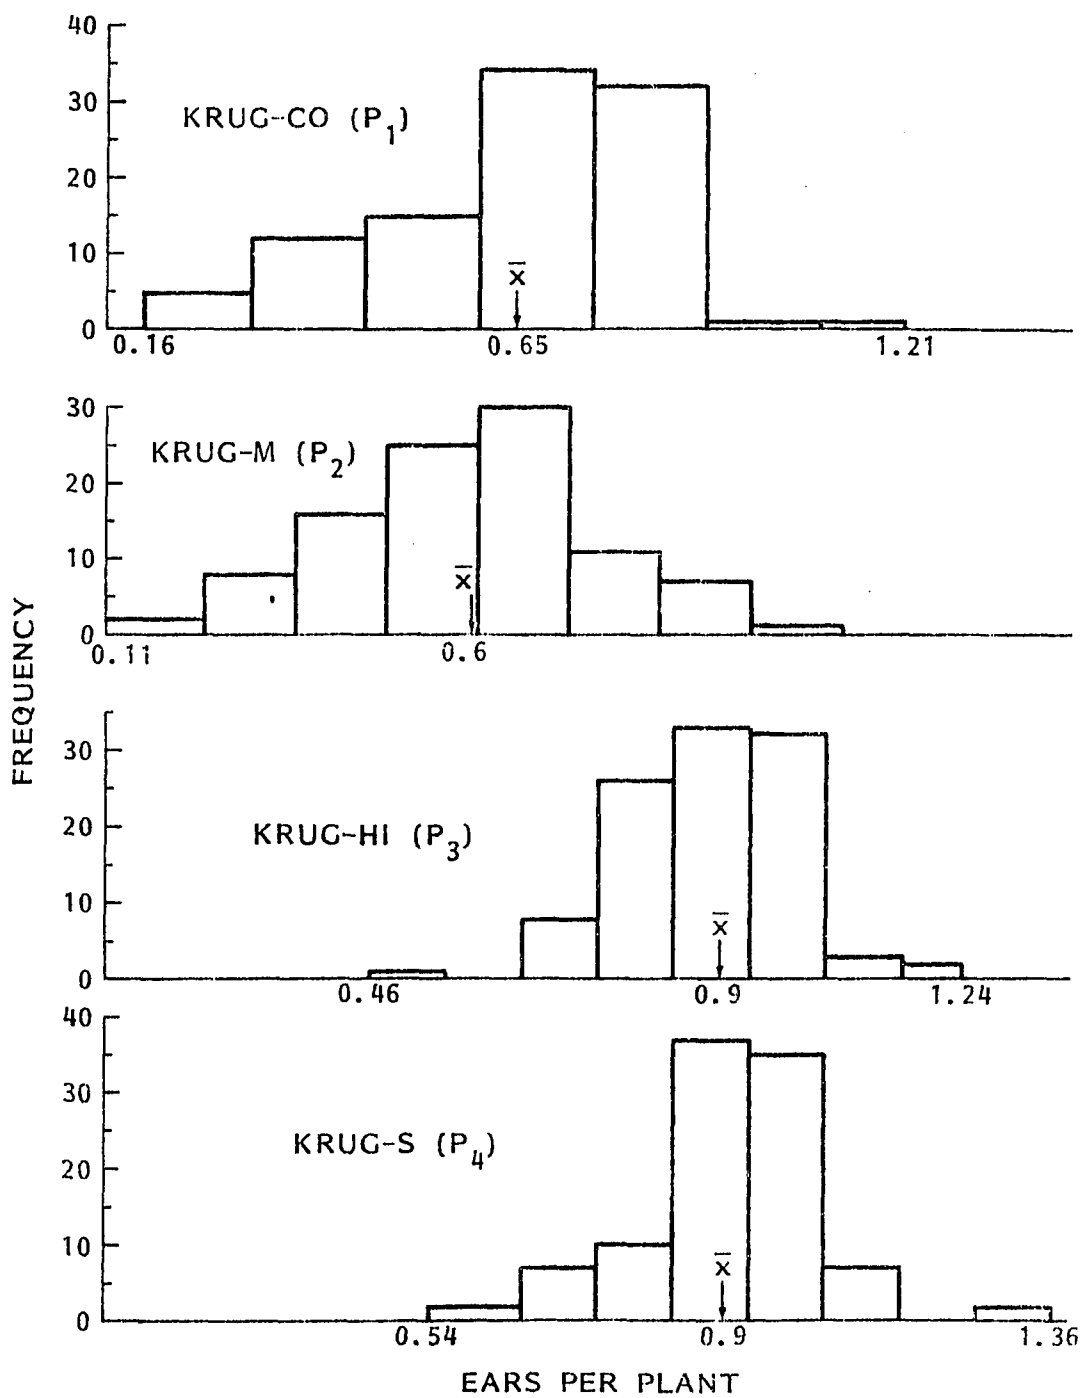 40
30
20
10
0
KRUG-CO (P1)
x̄
0.16 0.65 1.21
30
20
10
0
KRUG-M (P2)
x̄
0.11 0.6
FREQUENCY
30
20
10
0
KRUG-HI (P3)
x̄
0.46 0.9 1.24
40
30
20
10
0
KRUG-S (P4)
x̄
0.54 0.9 1.36
EARS PER PLANT